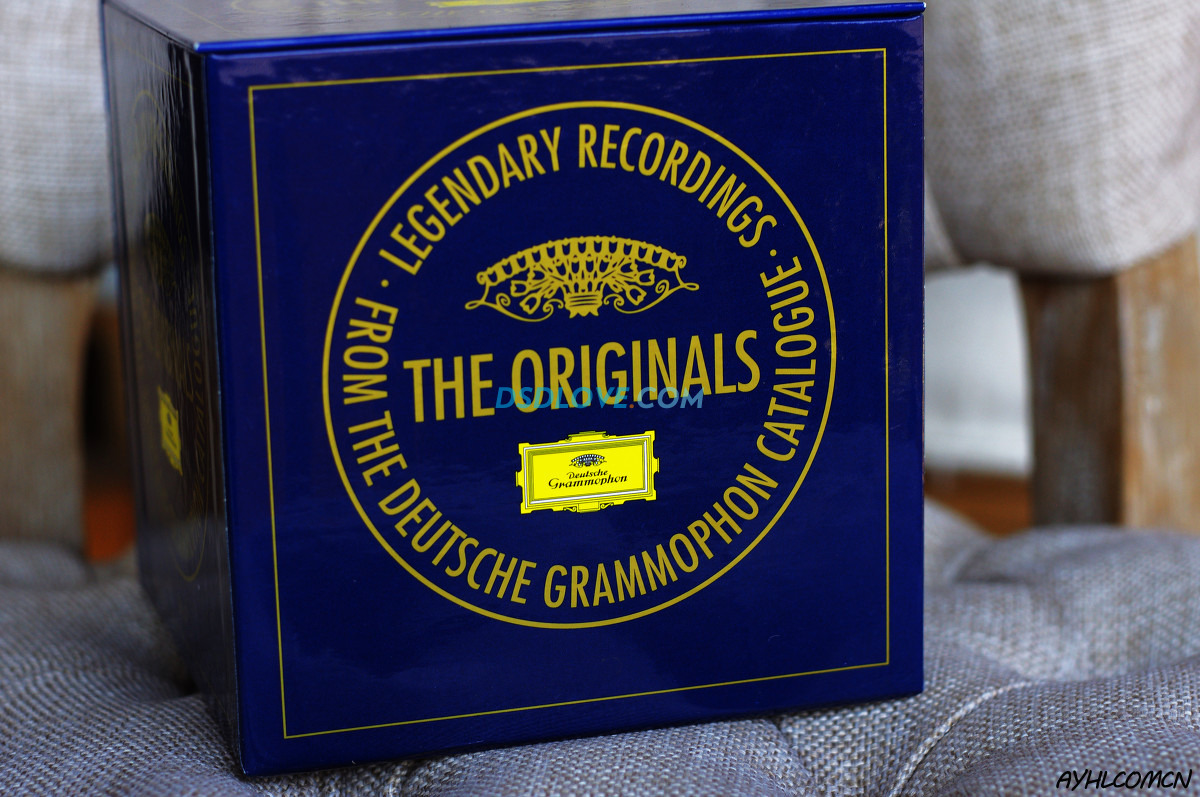 · LEGENDARY RECORDINGS ·
FROM THE DEUTSCHE GRAMMOPHON CATALOGUE
THE ORIGINALS
DSDLOVE.COM
Deutsche
Grammophon
AYHLCOMCN